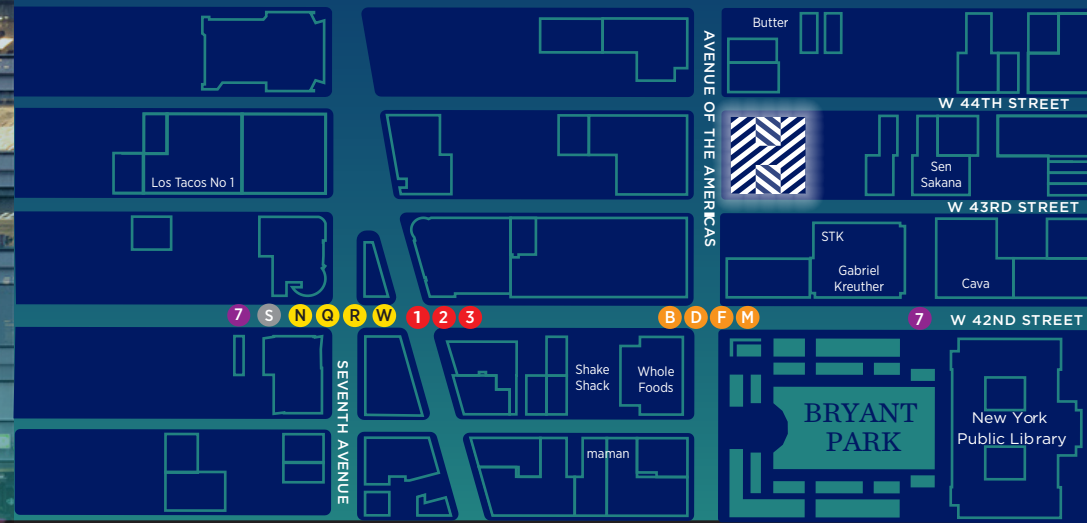 Butter
AVENUE OF THE AMERICAS
W 44TH STREET
Los Tacos No 1
Sen
Sakana
W 43RD STREET
STK
Gabriel
Kreuther
Cava
7 S N Q R W 1 2 3 B D F M 7
W 42ND STREET
SEVENTH AVENUE
Shake
Shack
Whole
Foods
BRYANT
PARK
New York
Public Library
maman